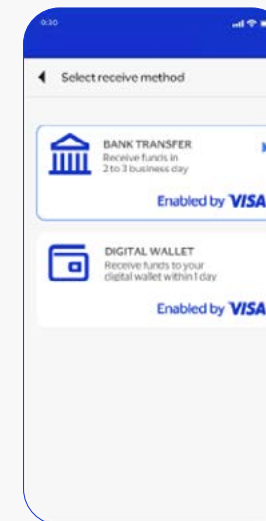 0:30
Select receive method
BANK TRANSFER
Receive funds in
2 to 3 business day
Enabled by VISA
DIGITAL WALLET
Receive funds to your
digital wallet within 1 day
Enabled by VISA